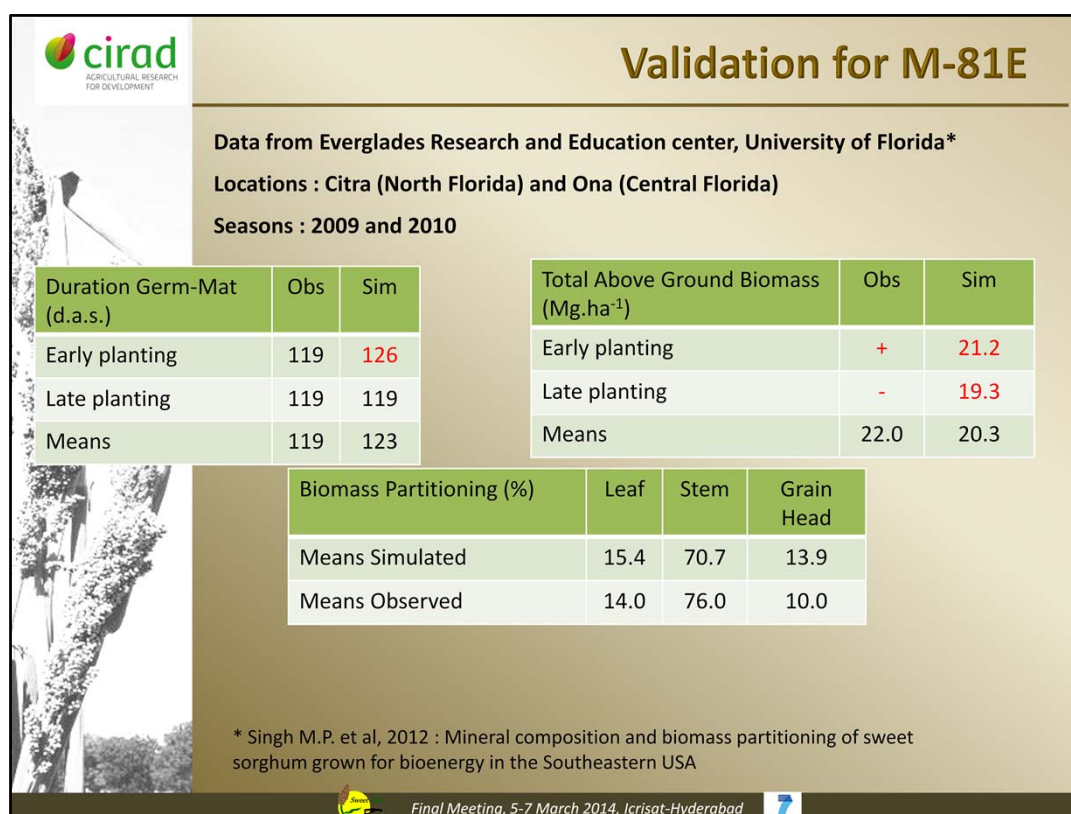 cirad
AGRICULTURAL RESEARCH
FOR DEVELOPMENT
Validation for M-81E
Data from Everglades Research and Education center, University of Florida*
Locations : Citra (North Florida) and Ona (Central Florida)
Seasons : 2009 and 2010
Duration Germ-Mat (d.a.s.) Obs Sim
Early planting 119 126
Late planting 119 119
Means 119 123
Total Above Ground Biomass (Mg.ha⁻¹) Obs Sim
Early planting + 21.2
Late planting - 19.3
Means 22.0 20.3
Biomass Partitioning (%) Leaf Stem Grain Head
Means Simulated 15.4 70.7 13.9
Means Observed 14.0 76.0 10.0
* Singh M.P. et al, 2012 : Mineral composition and biomass partitioning of sweet
sorghum grown for bioenergy in the Southeastern USA
Sweet
Final Meeting, 5-7 March 2014, Icrisat-Hyderabad
7